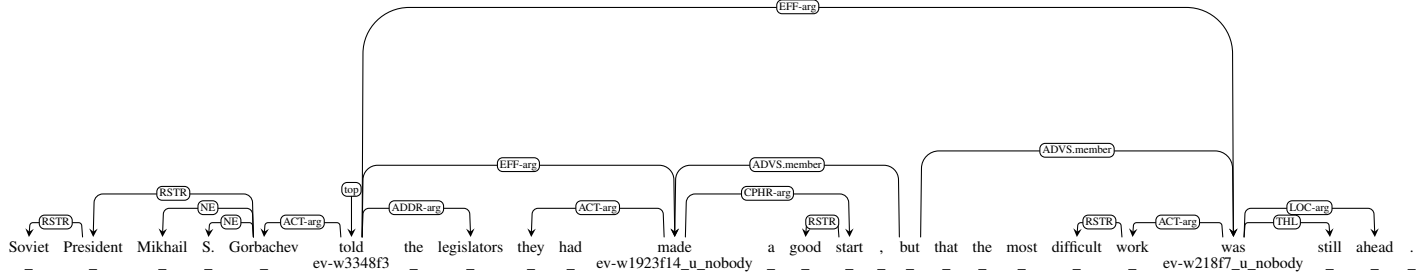 EFF-arg
ADVS.member
EFF-arg ADVS.member
top RSTR CPHR-arg
NE ADDR-arg ACT-arg LOC-arg
RSTR NE ACT-arg RSTR RSTR ACT-arg THL
Soviet President Mikhail S. Gorbachev told the legislators they had made a good start , but that the most difficult work was still ahead .
_ _ _ _ _ ev-w3348f3 _ _ _ _ ev-w1923f14_u_nobody _ _ _ _ _ _ _ _ _ _ ev-w218f7_u_nobody _ _ _